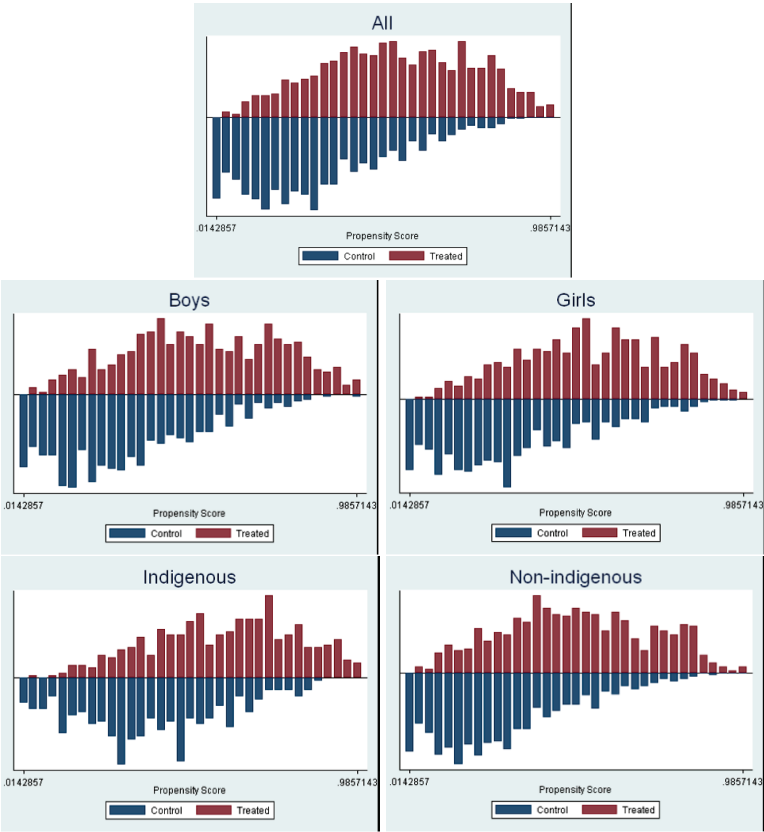 All
.0142857 .9857143
Propensity Score
Control Treated
Boys
.0142857 .9857143
Propensity Score
Control Treated
Girls
.0142857 .9857143
Propensity Score
Control Treated
Indigenous
.0142857 .9857143
Propensity Score
Control Treated
Non-indigenous
.0142857 .9857143
Propensity Score
Control Treated